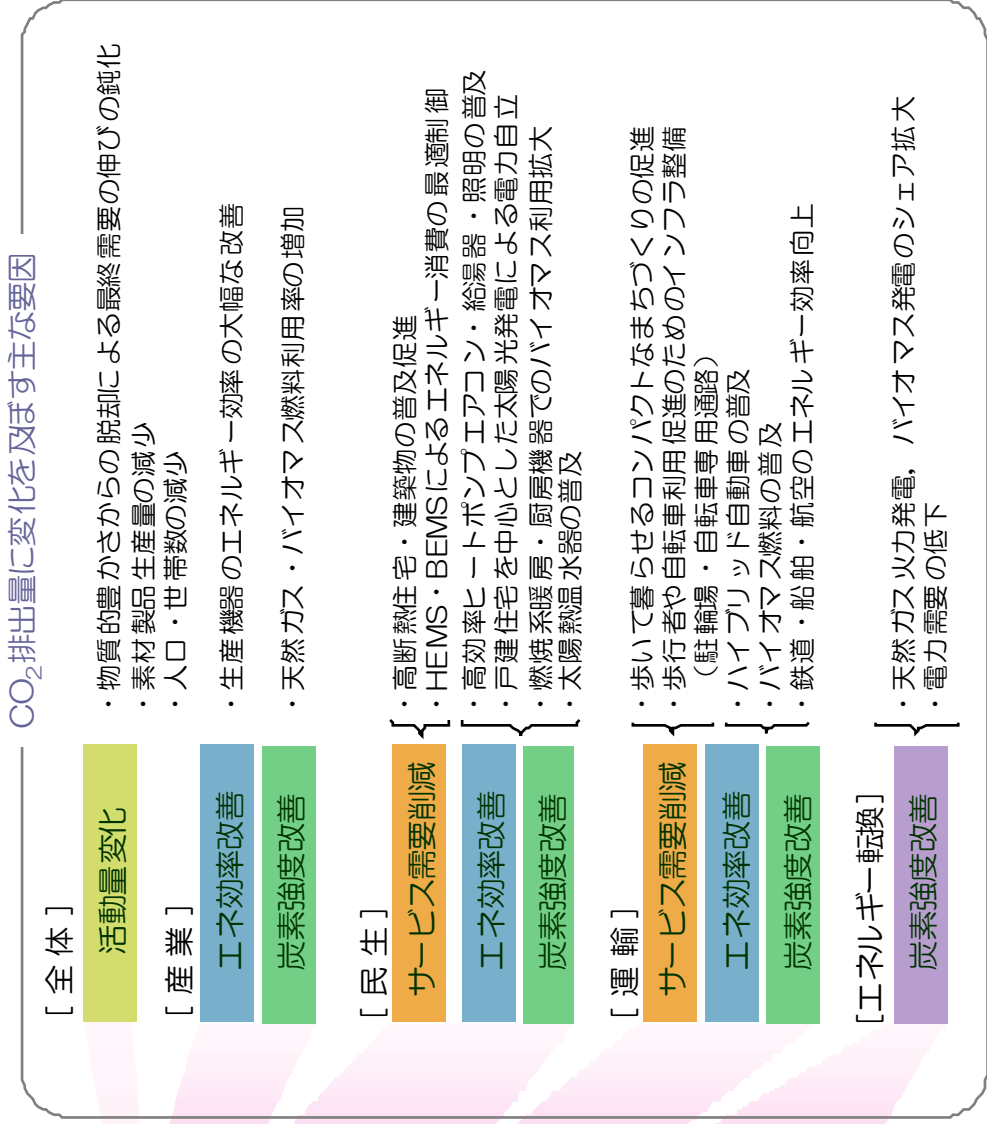 CO₂排出量に変化を及ぼす主な要因
[全体]
活動量変化
・物質的豊かさからの脱却による最終需要の伸びの鈍化
・素材製品生産量の減少
・人口・世帯数の減少
[産業]
エネ効率改善
・生産機器のエネルギー効率の大幅な改善
炭素強度改善
・天然ガス・バイオマス燃料利用率の増加
[民生]
サービス需要削減
・高断熱住宅・建築物の普及促進
・HEMS・BEMSによるエネルギー消費の最適制御
エネ効率改善
炭素強度改善
・高効率ヒートポンプエアコン・給湯器・照明の普及
・戸建住宅を中心とした太陽光発電による電力自立
・燃焼系暖房・厨房機器でのバイオマス利用拡大
・太陽熱温水器の普及
[運輸]
サービス需要削減
・歩いて暮らせるコンパクトなまちづくりの促進
・歩行者や自転車利用促進のためのインフラ整備
（駐輪場・自転車専用通路）
エネ効率改善
炭素強度改善
・ハイブリッド自動車の普及
・バイオマス燃料の普及
・鉄道・船舶・航空のエネルギー効率向上
[エネルギー転換]
炭素強度改善
・天然ガス火力発電，バイオマス発電のシェア拡大
・電力需要の低下